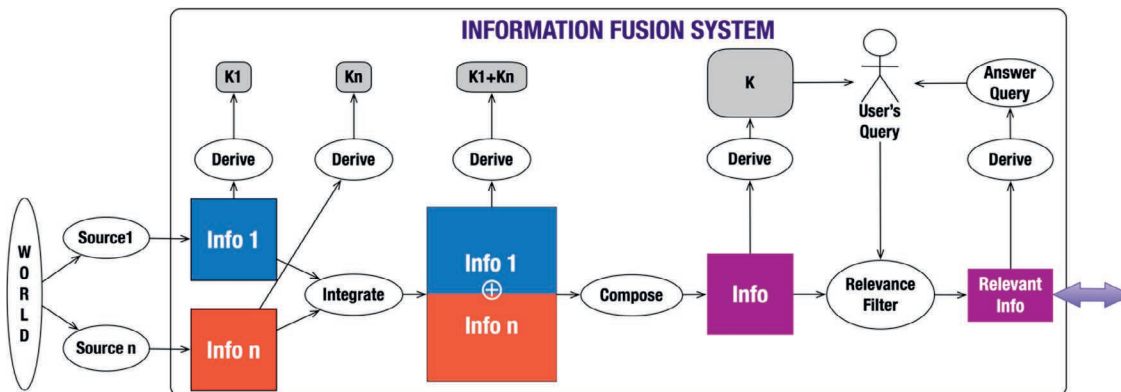 INFORMATION FUSION SYSTEM
K1
Kn
K1+Kn
K
User's
Query
Answer
Query
Derive
Derive
Derive
Derive
Derive
WORLD
Source1
Source n
Info 1
Info n
Integrate
Info 1
⊕
Info n
Compose
Info
Relevance
Filter
Relevant
Info